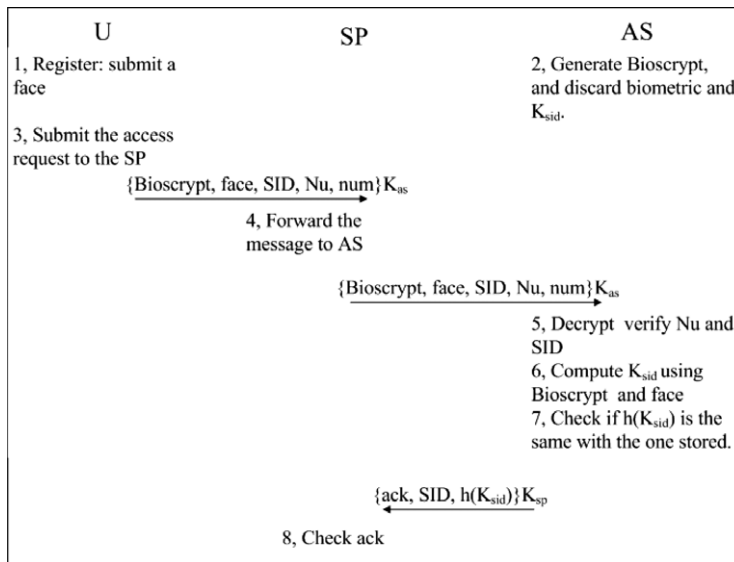 U SP AS
1, Register: submit a
face
2, Generate Bioscrypt,
and discard biometric and
Ksid.
3, Submit the access
request to the SP
{Bioscrypt, face, SID, Nu, num}Kas
4, Forward the
message to AS
{Bioscrypt, face, SID, Nu, num}Kas
5, Decrypt verify Nu and
SID
6, Compute Ksid using
Bioscrypt and face
7, Check if h(Ksid) is the
same with the one stored.
{ack, SID, h(Ksid)}Ksp
8, Check ack